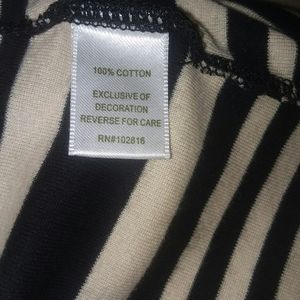 100% COTTON
EXCLUSIVE OF
DECORATION
REVERSE FOR CARE
RN#102816